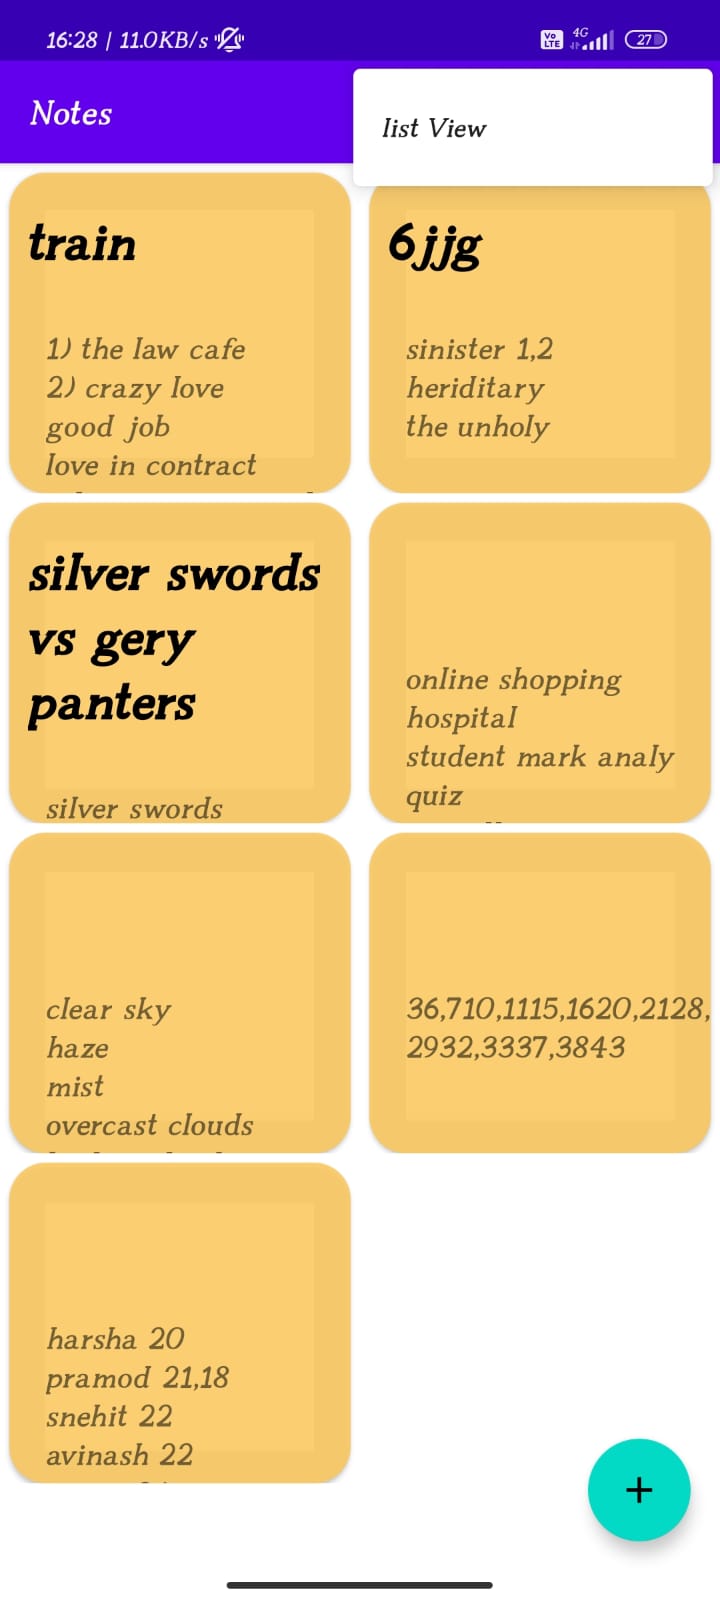 16:28 | 11.0KB/s
Vo LTE 4G 27
Notes
list View
train
1) the law cafe
2) crazy love
good job
love in contract
6jjg
sinister 1,2
heriditary
the unholy
silver swords
vs gery
panters
silver swords
online shopping
hospital
student mark analy
quiz
clear sky
haze
mist
overcast clouds
36,710,1115,1620,2128,
2932,3337,3843
harsha 20
pramod 21,18
snehit 22
avinash 22
+